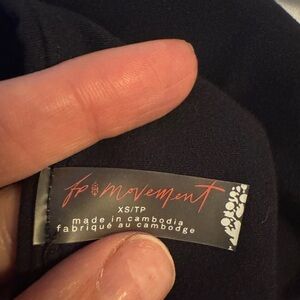 fp movement
XS/TP
made in cambodia
fabriqué au cambodge